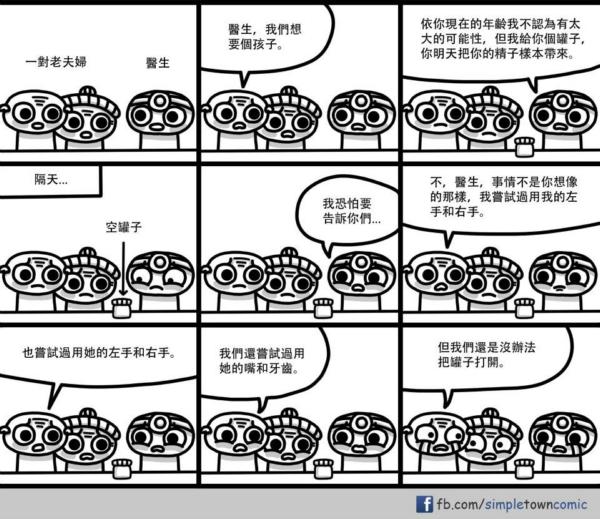 一對老夫婦
醫生
醫生，我們想
要個孩子。
依你現在的年齡我不認為有太
大的可能性，但我給你個罐子，
你明天把你的精子樣本帶來。
隔天...
空罐子
我恐怕要
告訴你們...
不，醫生，事情不是你想像
的那樣，我嘗試過用我的左
手和右手。
也嘗試過用她的左手和右手。
我們還嘗試過用
她的嘴和牙齒。
但我們還是沒辦法
把罐子打開。
f fb.com/simpletowncomic